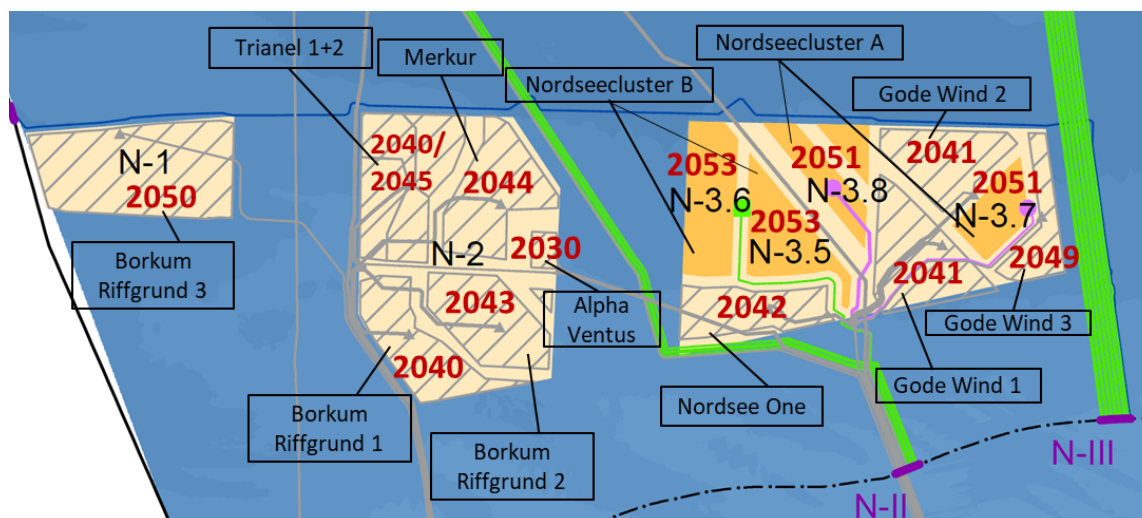 Trianel 1+2
Merkur
Nordseecluster A
Nordseecluster B
Gode Wind 2
N-1
2050
2040/
2045
2044
2053
N-3.6
2051
N-3.8
2041
2051
N-3.7
2053
N-3.5
N-2
2030
2041
2049
2043
2042
2040
Borkum
Riffgrund 3
Alpha
Ventus
Gode Wind 3
Gode Wind 1
Nordsee One
Borkum
Riffgrund 1
Borkum
Riffgrund 2
N-III
N-II